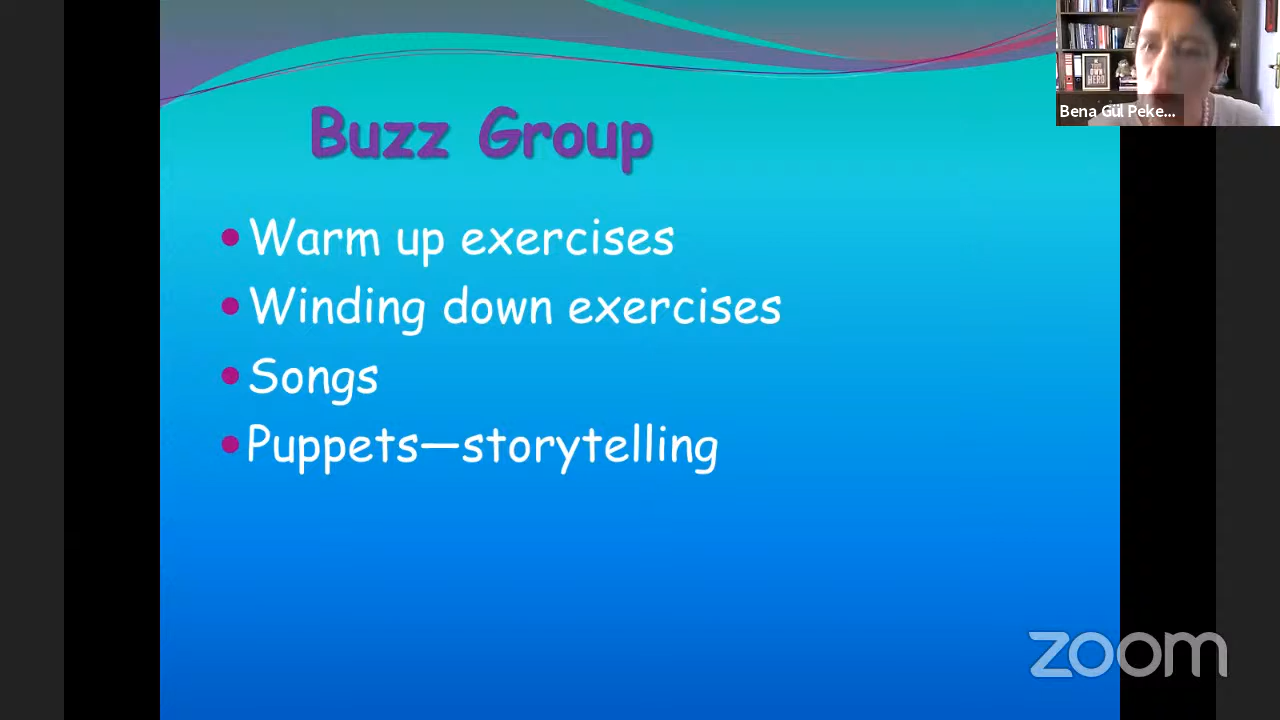 Buzz Group
Bena Gül Peke...
Warm up exercises
Winding down exercises
Songs
Puppets—storytelling
zoom